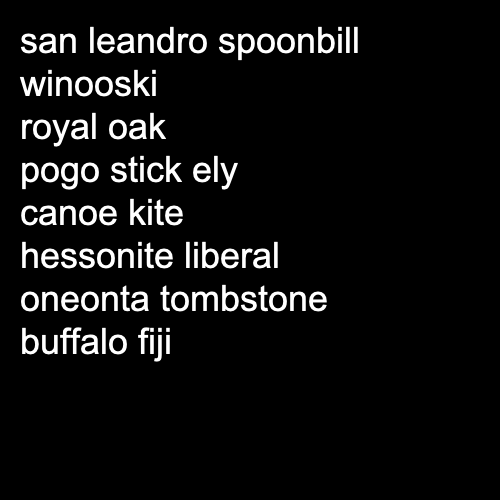 san leandro spoonbill
winooski
royal oak
pogo stick ely
canoe kite
hessonite liberal
oneonta tombstone
buffalo fiji